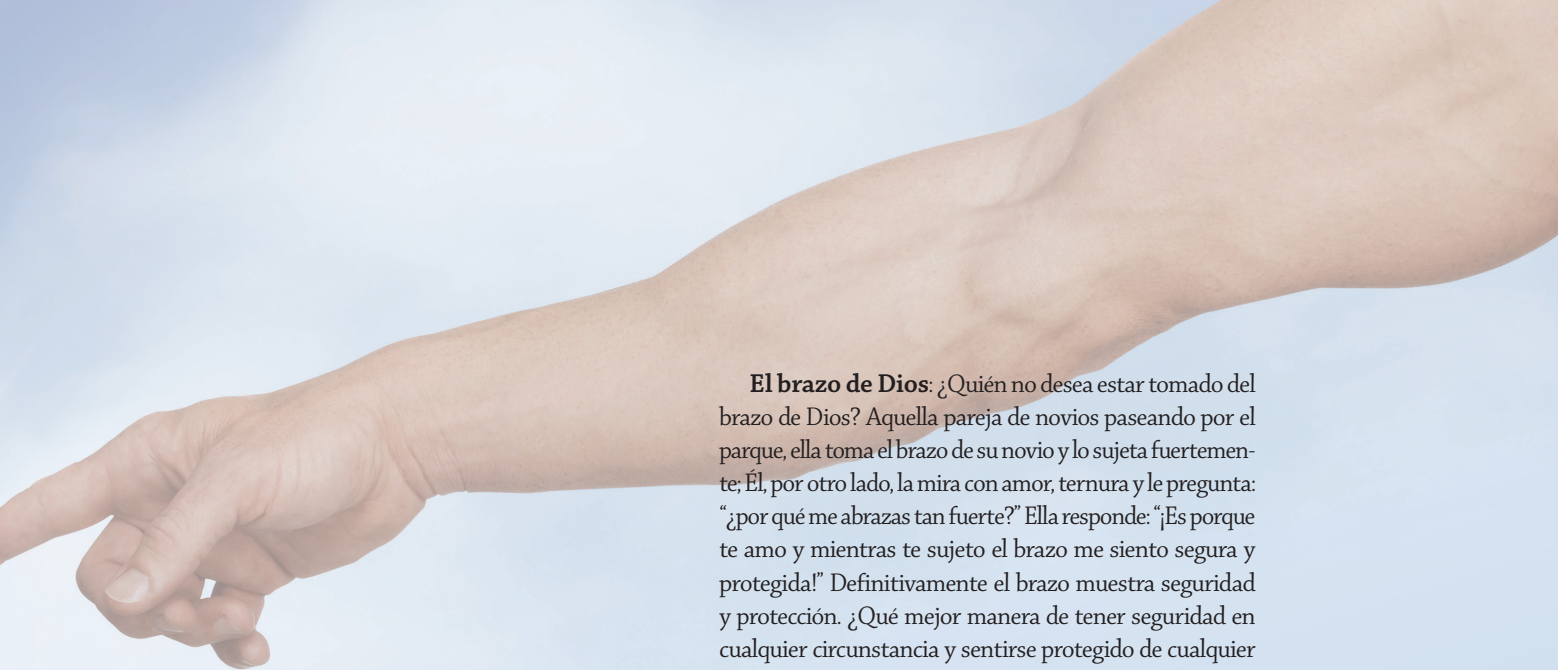 El brazo de Dios: ¿Quién no desea estar tomado del
brazo de Dios? Aquella pareja de novios paseando por el
parque, ella toma el brazo de su novio y lo sujeta fuertemen-
te; Él, por otro lado, la mira con amor, ternura y le pregunta:
“¿por qué me abrazas tan fuerte?” Ella responde: “¡Es porque
te amo y mientras te sujeto el brazo me siento segura y
protegida!” Definitivamente el brazo muestra seguridad
y protección. ¿Qué mejor manera de tener seguridad en
cualquier circunstancia y sentirse protegido de cualquier